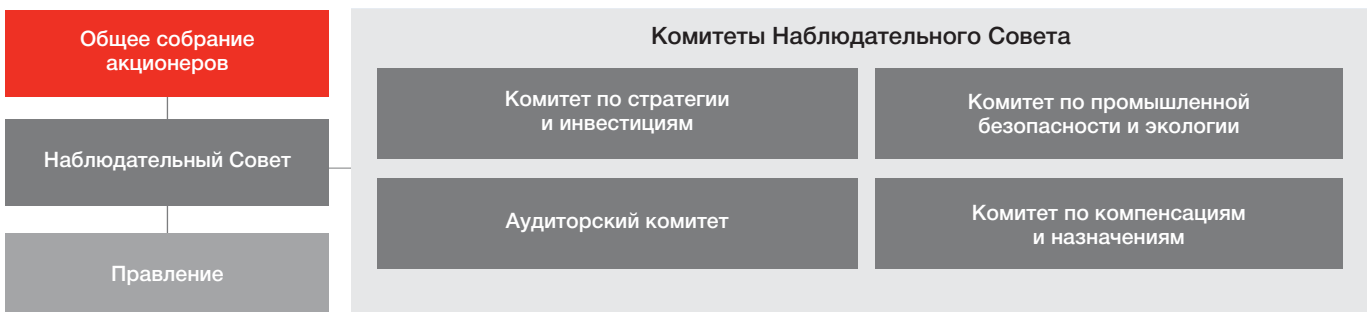 Общее собрание
акционеров
Наблюдательный Совет
Правление
Комитеты Наблюдательного Совета
Комитет по стратегии
и инвестициям
Комитет по промышленной
безопасности и экологии
Аудиторский комитет
Комитет по компенсациям
и назначениям